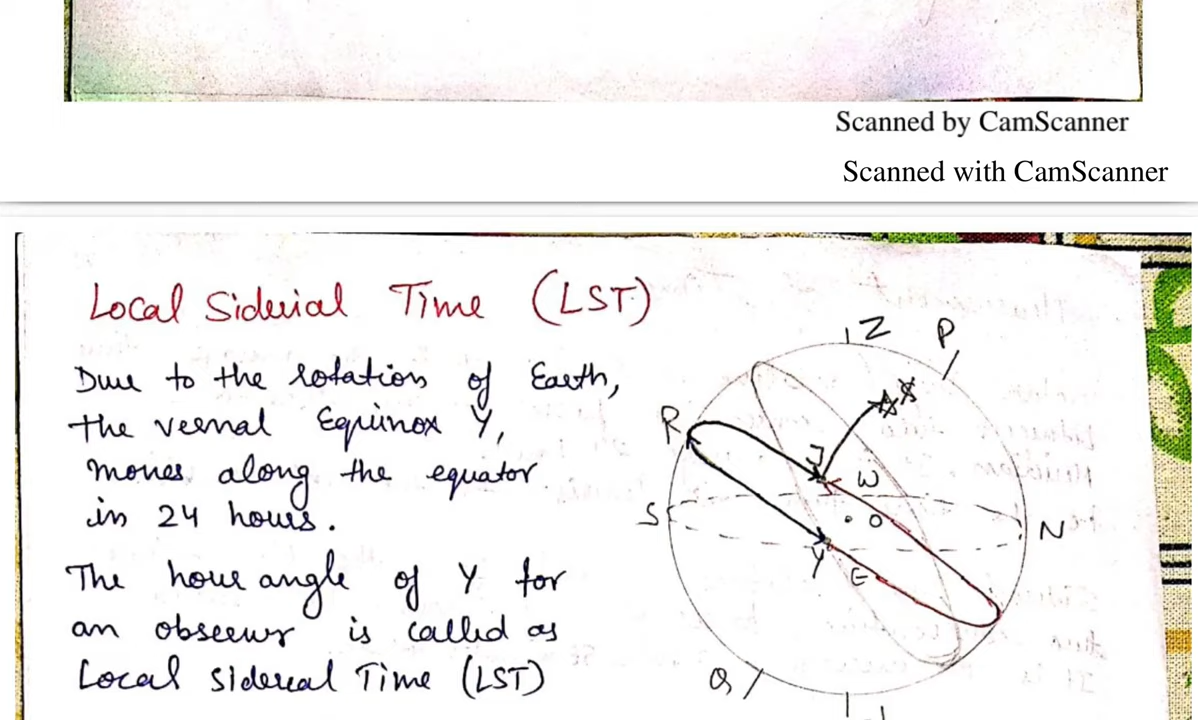 Scanned by CamScanner
Scanned with CamScanner
Local Siderial Time (LST)
Due to the rotation of Earth,
the vernal Equinox Y,
moves along the equator
in 24 hours.
The hour angle of Y for
an observer is called as
Local Sidereal Time (LST)
Z
P
R
X
J
W
S
O
N
Y
E
Q